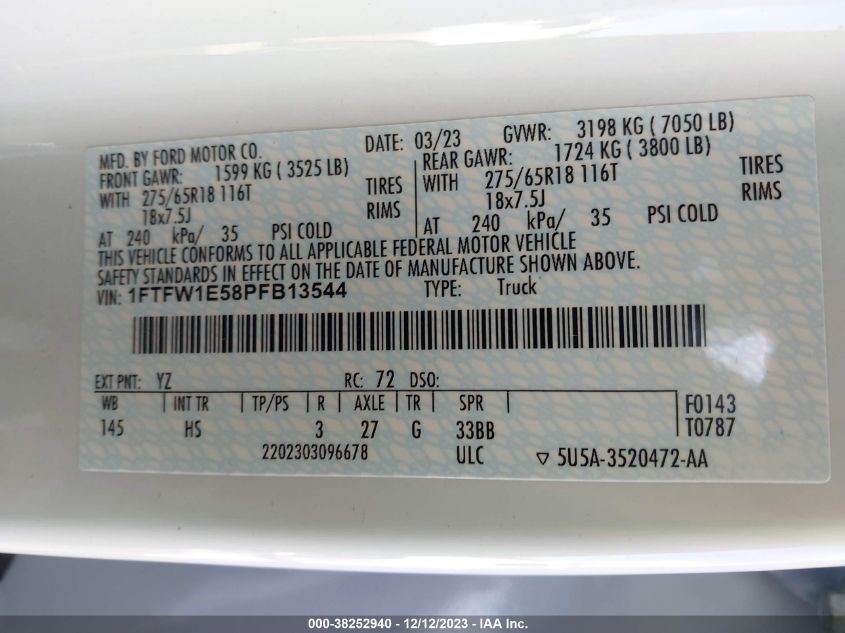 MFD. BY FORD MOTOR CO. DATE: 03/23 GVWR: 3198 KG ( 7050 LB)
FRONT GAWR: 1599 KG ( 3525 LB) REAR GAWR: 1724 KG ( 3800 LB)
WITH 275/65R18 116T TIRES WITH 275/65R18 116T TIRES
18x7.5J RIMS 18x7.5J RIMS
AT 240 kPa/ 35 PSI COLD AT 240 kPa/ 35 PSI COLD
THIS VEHICLE CONFORMS TO ALL APPLICABLE FEDERAL MOTOR VEHICLE
SAFETY STANDARDS IN EFFECT ON THE DATE OF MANUFACTURE SHOWN ABOVE.
VIN: 1FTFW1E58PFB13544 TYPE: Truck
EXT PNT: YZ RC: 72 DSO:
WB INT TR TP/PS R AXLE TR SPR F0143
145 HS 3 27 G 33BB T0787
2202303096678 ULC ▽ 5U5A-3520472-AA
000-38252940 - 12/12/2023 - IAA Inc.